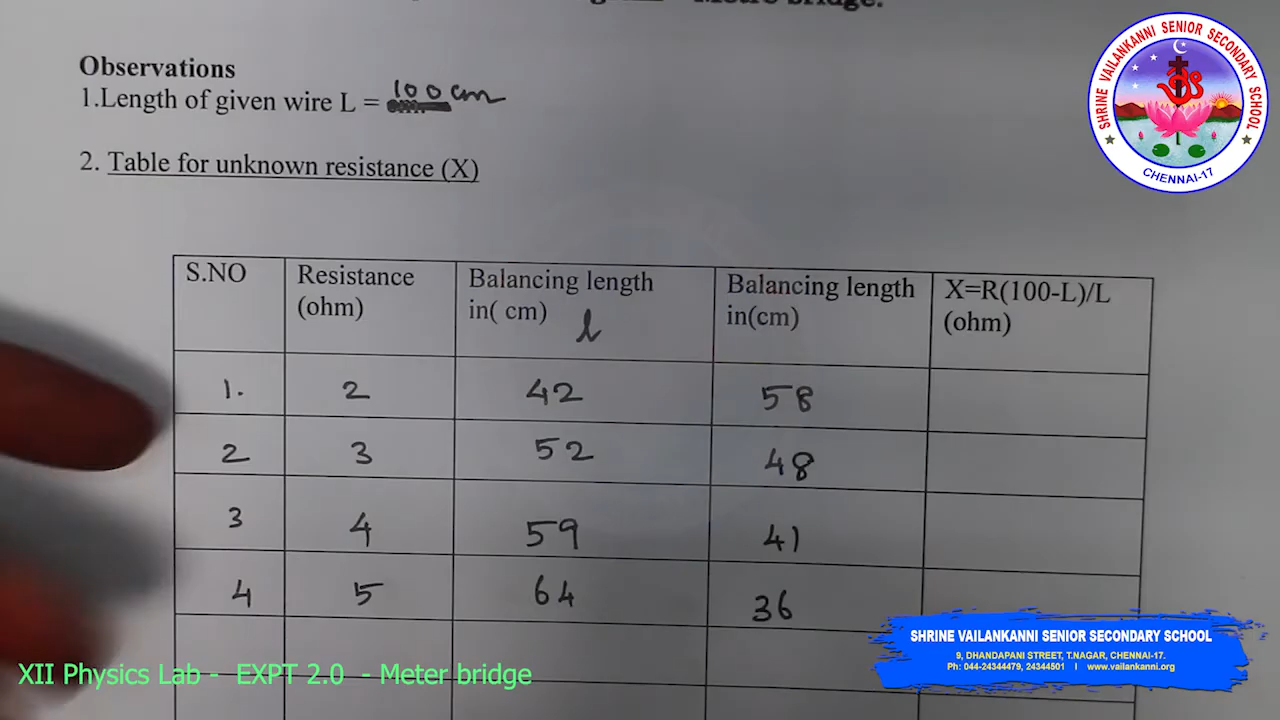 Metre bridge.
SHRINE VAILANKANNI SENIOR SECONDARY SCHOOL
CHENNAI-17
Observations
1.Length of given wire L = 100 cm
2. Table for unknown resistance (X)
S.NO Resistance (ohm) Balancing length in( cm) l Balancing length in(cm) X=R(100-L)/L (ohm)
1. 2 42 58
2 3 52 48
3 4 59 41
4 5 64 36
SHRINE VAILANKANNI SENIOR SECONDARY SCHOOL
9, DHANDAPANI STREET, T.NAGAR, CHENNAI-17.
Ph: 044-24344479, 24344501 I www.vailankanni.org
XII Physics Lab - EXPT 2.0 - Meter bridge